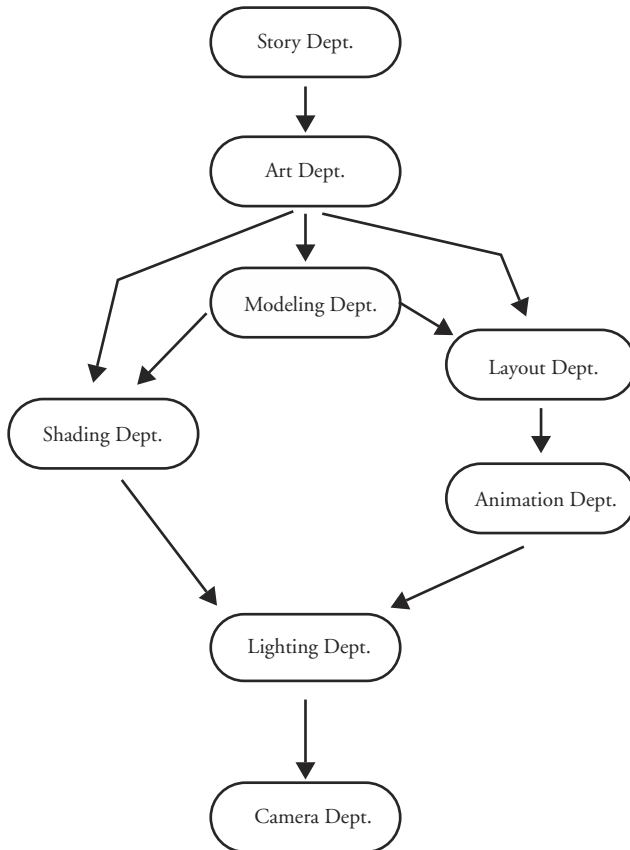 Story Dept.
Art Dept.
Modeling Dept.
Layout Dept.
Shading Dept.
Animation Dept.
Lighting Dept.
Camera Dept.